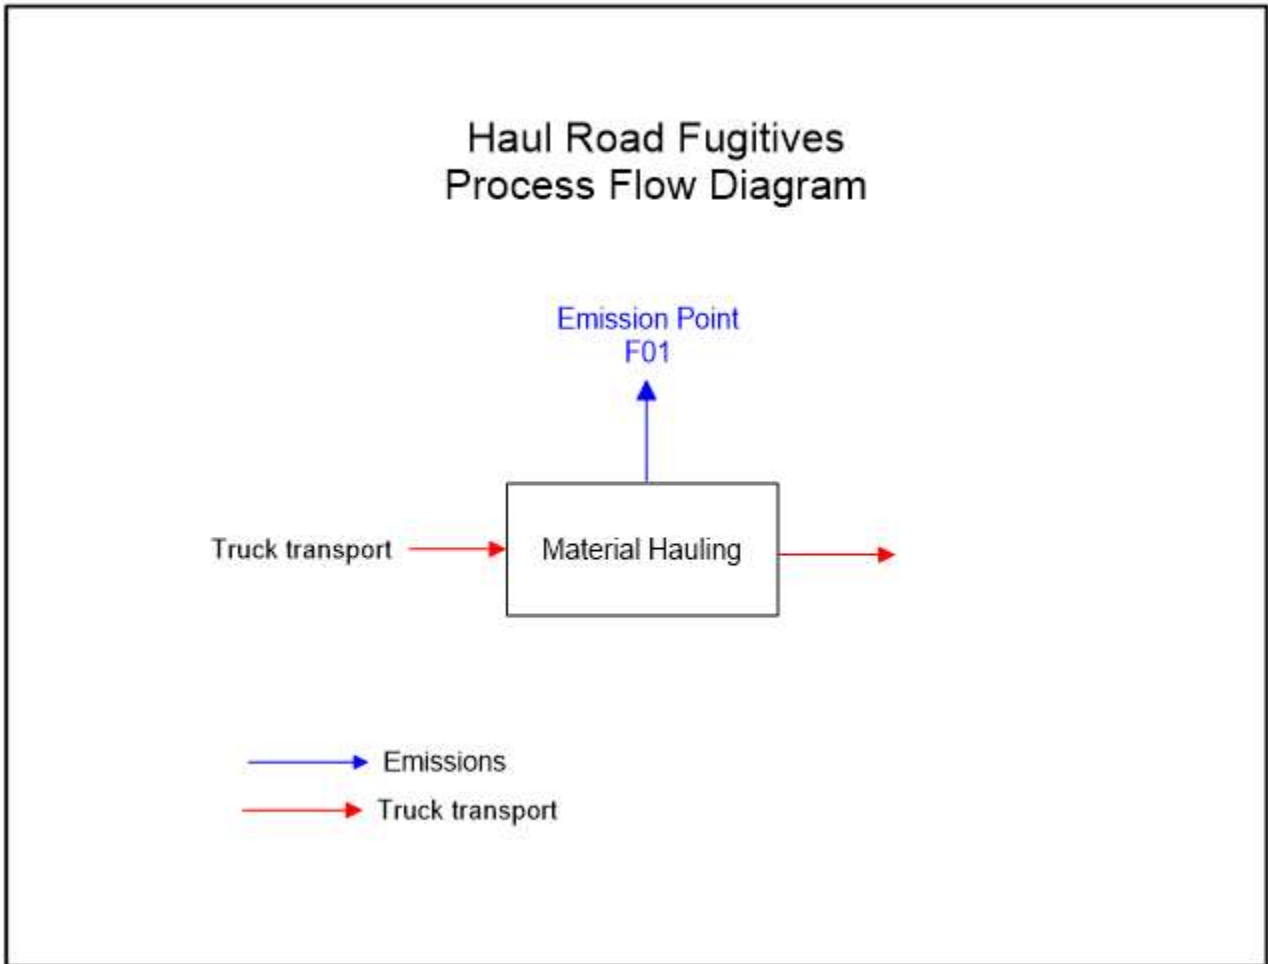 Haul Road Fugitives
Process Flow Diagram
Emission Point
F01
Truck transport
Material Hauling
Emissions
Truck transport